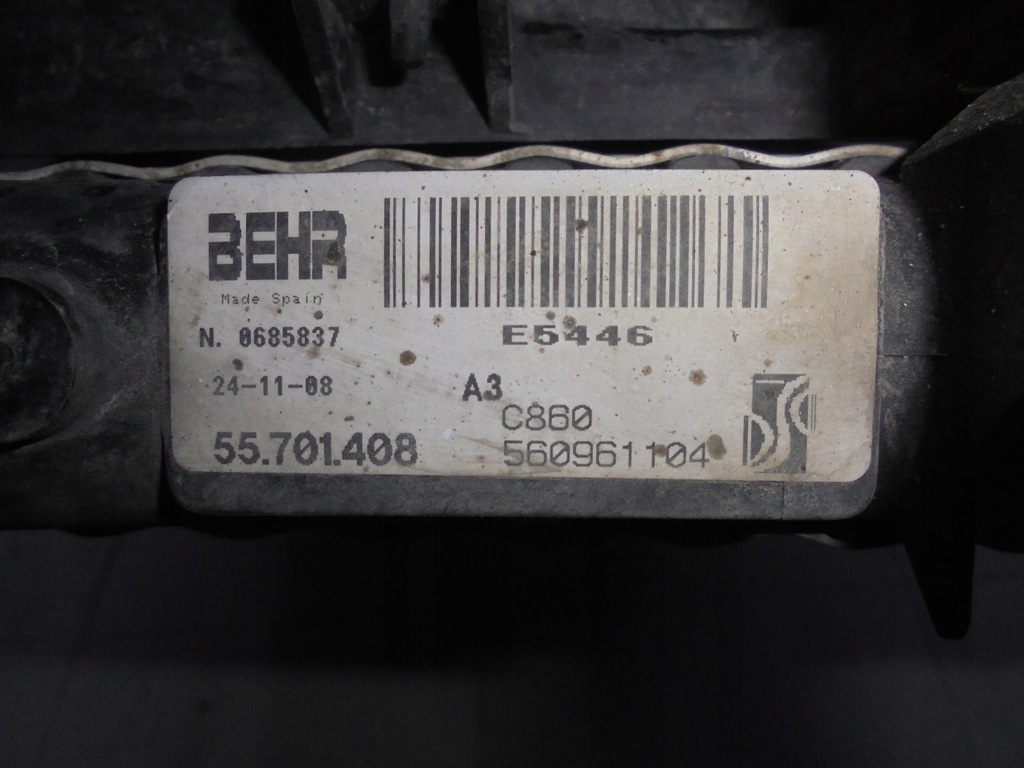 BEHR
Made Spain
N. 0685837
E5446
24-11-08
A3
C860
55.701.408
560961104